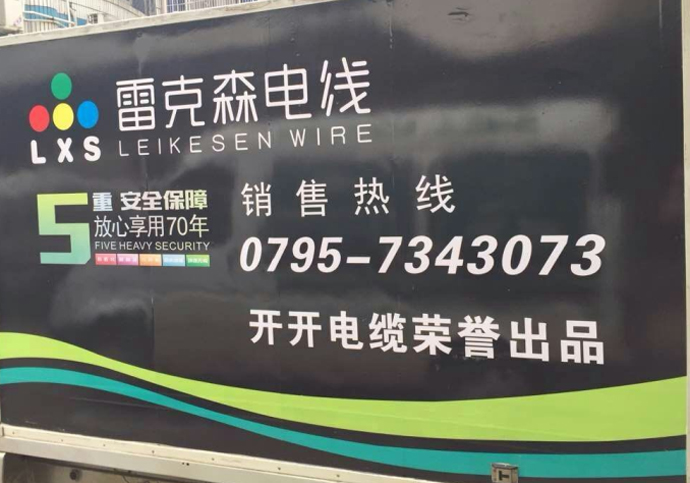 雷克森电线
LXS
LEIKESEN WIRE
5重 安全保障
放心享用70年
FIVE HEAVY SECURITY
销售热线
0795-7343073
开开电缆荣誉出品